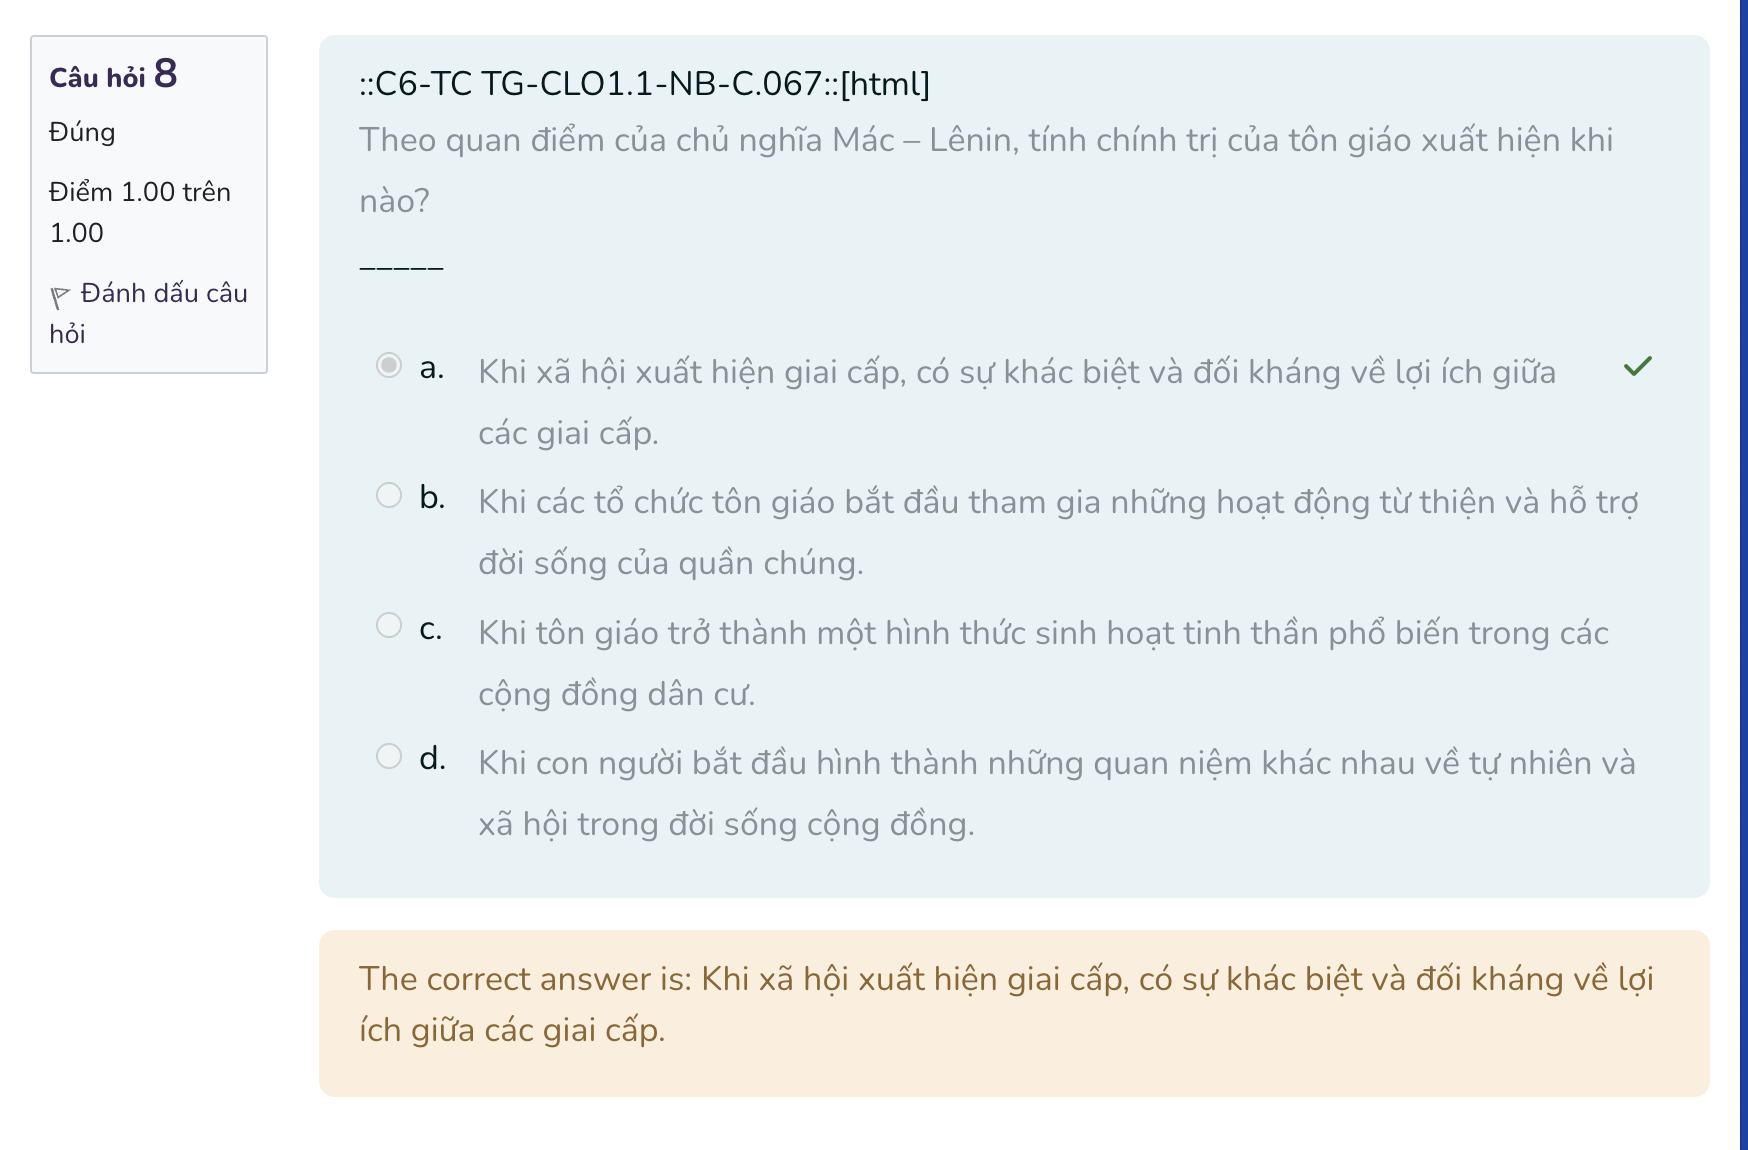 Câu hỏi 8
Đúng
Điểm 1.00 trên
1.00
Đánh dấu câu
hỏi
::C6-TC TG-CLO1.1-NB-C.067::[html]
Theo quan điểm của chủ nghĩa Mác – Lênin, tính chính trị của tôn giáo xuất hiện khi
nào?
_____
a. Khi xã hội xuất hiện giai cấp, có sự khác biệt và đối kháng về lợi ích giữa
các giai cấp.
b. Khi các tổ chức tôn giáo bắt đầu tham gia những hoạt động từ thiện và hỗ trợ
đời sống của quần chúng.
c. Khi tôn giáo trở thành một hình thức sinh hoạt tinh thần phổ biến trong các
cộng đồng dân cư.
d. Khi con người bắt đầu hình thành những quan niệm khác nhau về tự nhiên và
xã hội trong đời sống cộng đồng.
The correct answer is: Khi xã hội xuất hiện giai cấp, có sự khác biệt và đối kháng về lợi
ích giữa các giai cấp.